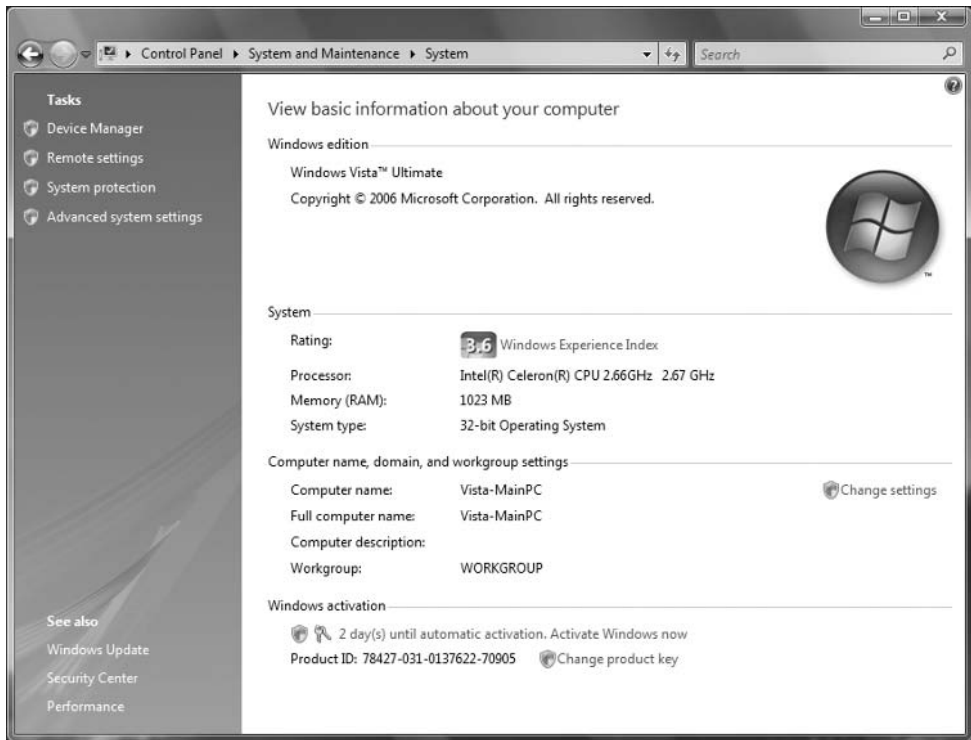 Control Panel ▸ System and Maintenance ▸ System
Search
Tasks
Device Manager
Remote settings
System protection
Advanced system settings
View basic information about your computer
Windows edition
Windows Vista™ Ultimate
Copyright © 2006 Microsoft Corporation. All rights reserved.
™
System
Rating: 3,6 Windows Experience Index
Processor: Intel(R) Celeron(R) CPU 2.66GHz 2.67 GHz
Memory (RAM): 1023 MB
System type: 32-bit Operating System
Computer name, domain, and workgroup settings
Computer name: Vista-MainPC Change settings
Full computer name: Vista-MainPC
Computer description:
Workgroup: WORKGROUP
Windows activation
2 day(s) until automatic activation. Activate Windows now
Product ID: 78427-031-0137622-70905 Change product key
See also
Windows Update
Security Center
Performance